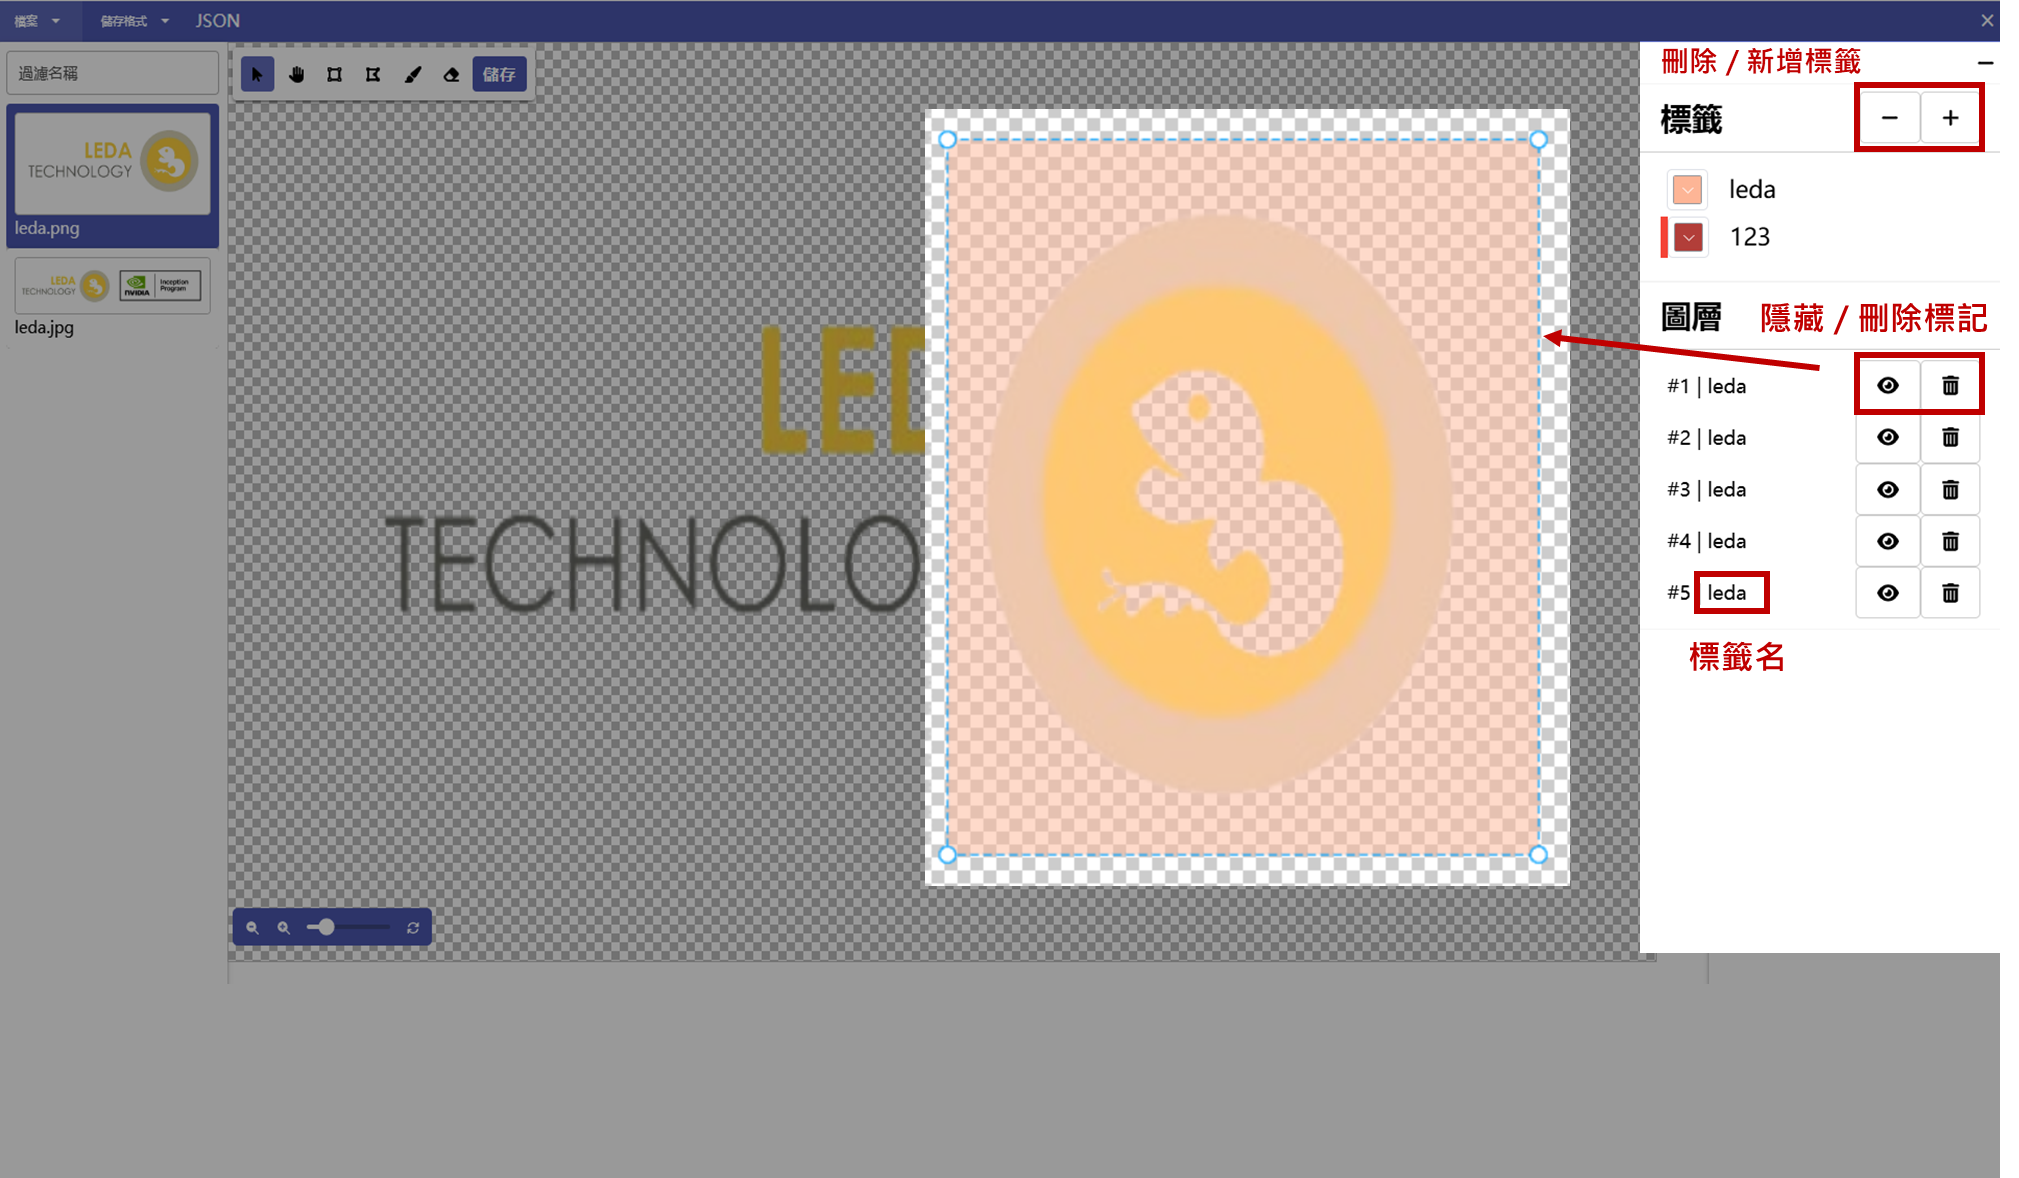 檔案
儲存格式
JSON
過濾名稱
LEDA
TECHNOLOGY
leda.png
LEDA
TECHNOLOGY
NVIDIA
Inception
Program
leda.jpg
儲存
LED
TECHNOLO
刪除 / 新增標籤
標籤
leda
123
圖層
隱藏 / 刪除標記
#1 | leda
#2 | leda
#3 | leda
#4 | leda
#5 leda
標籤名